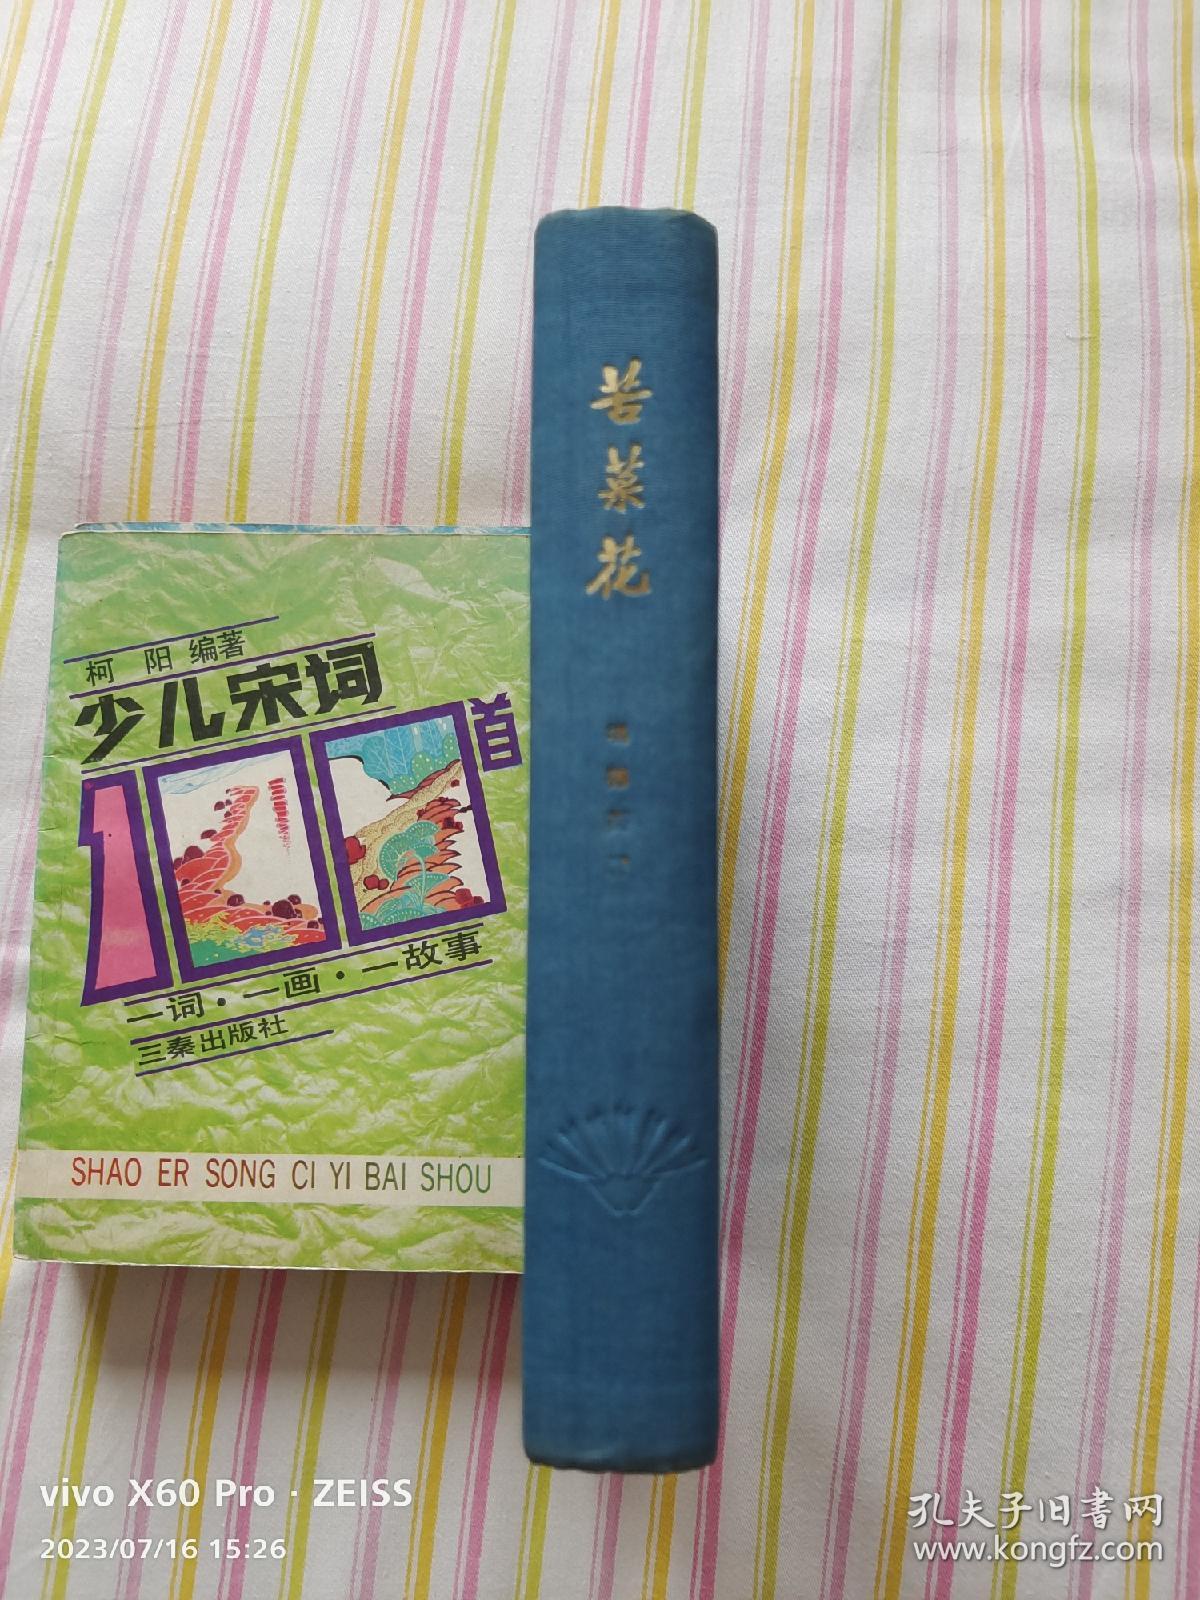 苦菜花
柯 阳 编著
少儿宋词
100首
一词·一画·一故事
三秦出版社
SHAO ER SONG CI YI BAI SHOU
vivo X60 Pro · ZEISS
2023/07/16 15:26
孔夫子旧书网
www.kongfz.com